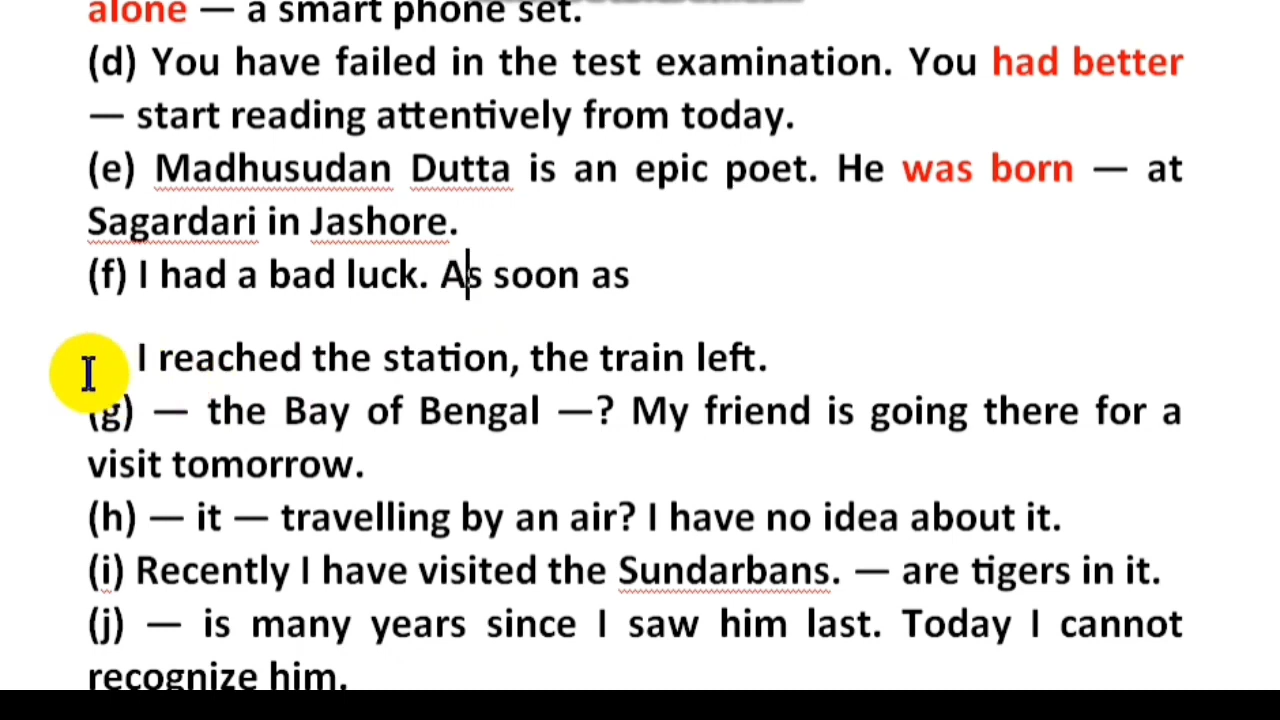 alone — a smart phone set.
(d) You have failed in the test examination. You had better
— start reading attentively from today.
(e) Madhusudan Dutta is an epic poet. He was born — at
Sagardari in Jashore.
(f) I had a bad luck. As soon as
I reached the station, the train left.
(g) — the Bay of Bengal —? My friend is going there for a
visit tomorrow.
(h) — it — travelling by an air? I have no idea about it.
(i) Recently I have visited the Sundarbans. — are tigers in it.
(j) — is many years since I saw him last. Today I cannot
recognize him.